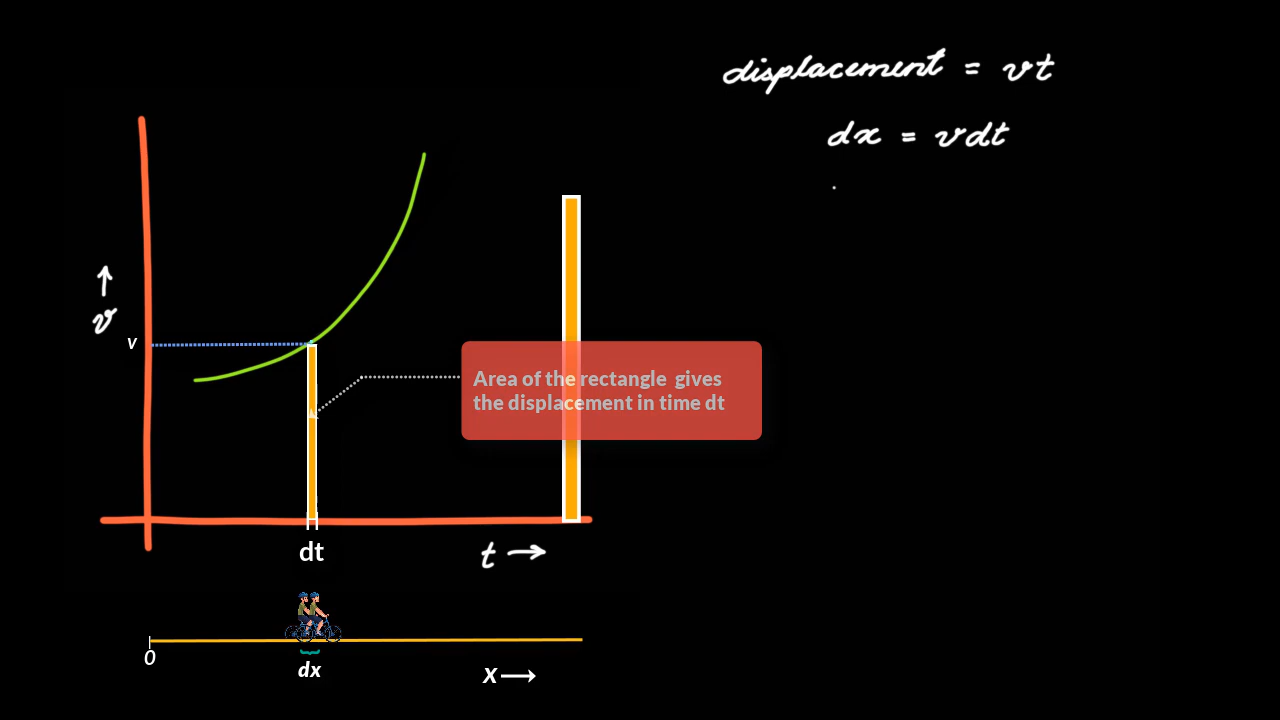 displacement = vt
dx = vdt
↑
v
v
Area of the rectangle gives
the displacement in time dt
dt
t →
0
dx
x →